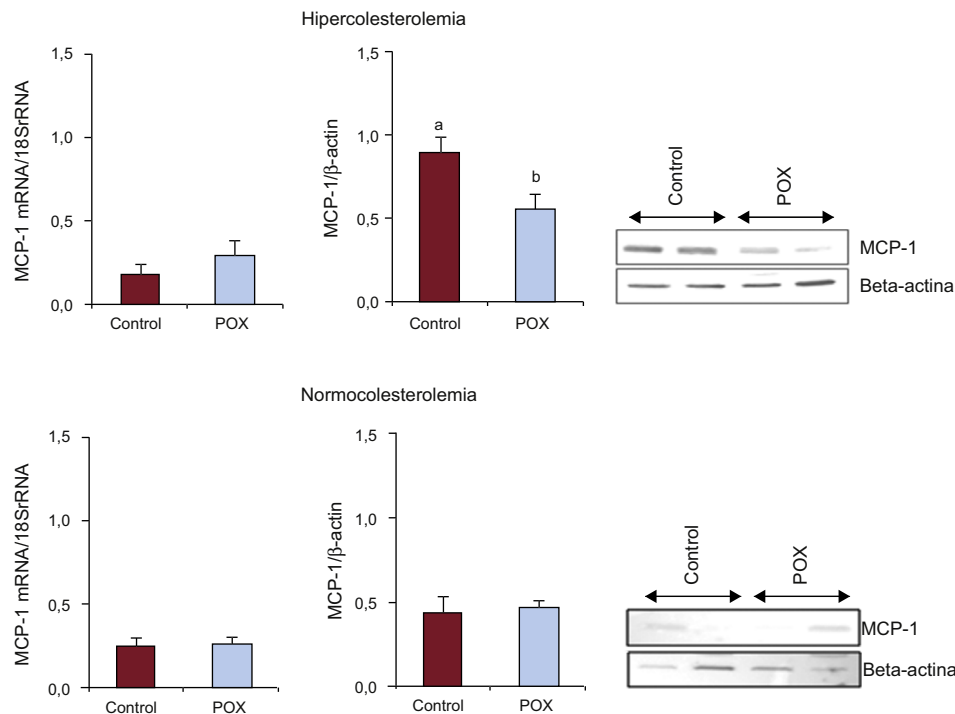 Hipercolesterolemia
MCP-1 mRNA/18SrRNA
1,5
1,0
0,5
0,0
Control
POX
MCP-1/β-actin
1,5
1,0
0,5
0,0
a
b
Control
POX
Control
POX
MCP-1
Beta-actina
Normocolesterolemia
MCP-1 mRNA/18SrRNA
1,5
1,0
0,5
0,0
Control
POX
MCP-1/β-actin
1,5
1,0
0,5
0,0
Control
POX
Control
POX
MCP-1
Beta-actina